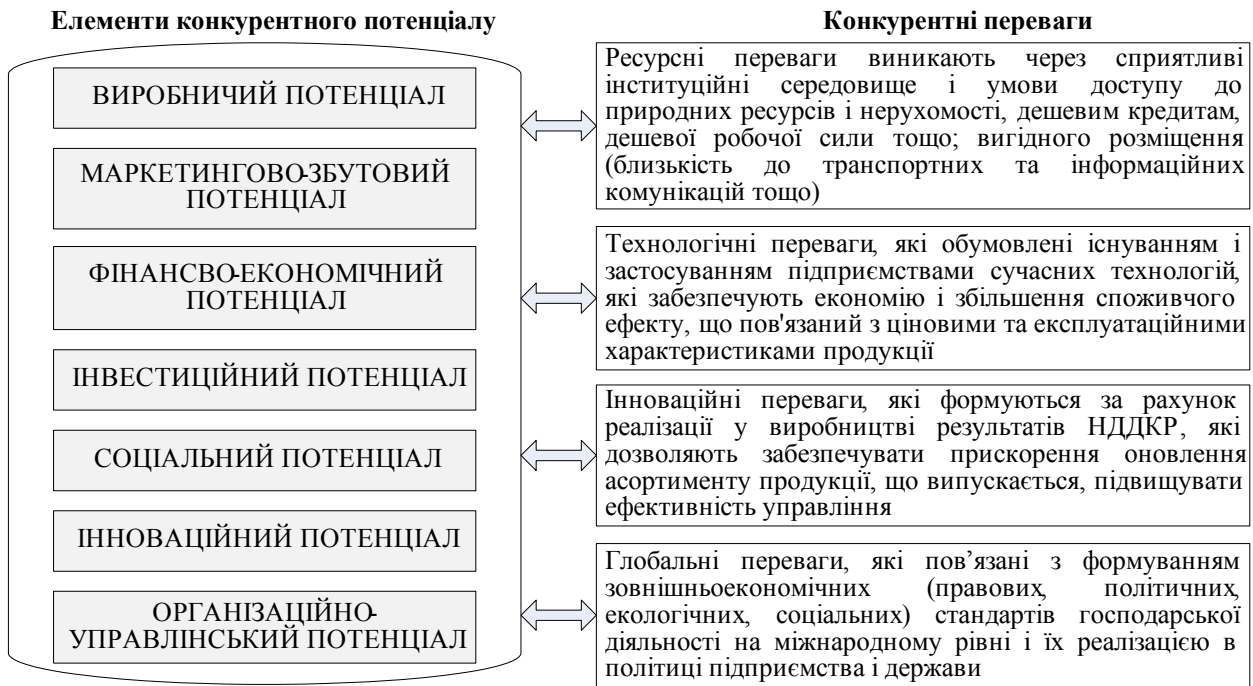 Елементи конкурентного потенціалу
ВИРОБНИЧИЙ ПОТЕНЦІАЛ
МАРКЕТИНГОВО-ЗБУТОВИЙ
ПОТЕНЦІАЛ
ФІНАНСВО-ЕКОНОМІЧНИЙ
ПОТЕНЦІАЛ
ІНВЕСТИЦІЙНИЙ ПОТЕНЦІАЛ
СОЦІАЛЬНИЙ ПОТЕНЦІАЛ
ІННОВАЦІЙНИЙ ПОТЕНЦІАЛ
ОРГАНІЗАЦІЙНО-
УПРАВЛІНСЬКИЙ ПОТЕНЦІАЛ
Конкурентні переваги
Ресурсні переваги виникають через сприятливі
інституційні середовище і умови доступу до
природних ресурсів і нерухомості, дешевим кредитам,
дешевої робочої сили тощо; вигідного розміщення
(близькість до транспортних та інформаційних
комунікацій тощо)
Технологічні переваги, які обумовлені існуванням і
застосуванням підприємствами сучасних технологій,
які забезпечують економію і збільшення споживчого
ефекту, що пов'язаний з ціновими та експлуатаційними
характеристиками продукції
Інноваційні переваги, які формуються за рахунок
реалізації у виробництві результатів НДДКР, які
дозволяють забезпечувати прискорення оновлення
асортименту продукції, що випускається, підвищувати
ефективність управління
Глобальні переваги, які пов’язані з формуванням
зовнішньоекономічних (правових, політичних,
екологічних, соціальних) стандартів господарської
діяльності на міжнародному рівні і їх реалізацією в
політиці підприємства і держави